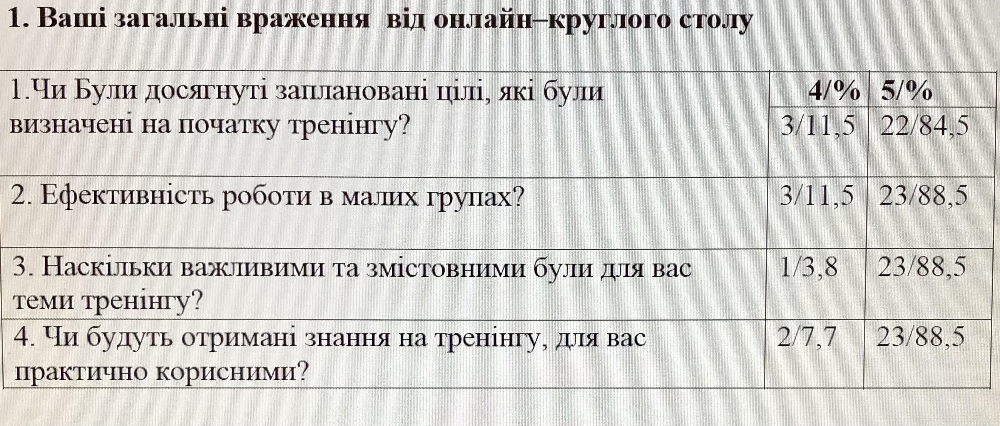 1. Ваші загальні враження від онлайн–круглого столу
1.Чи Були досягнуті заплановані цілі, які були
визначені на початку тренінгу?
4/% 5/%
3/11,5 22/84,5
2. Ефективність роботи в малих групах?
3/11,5 23/88,5
3. Наскільки важливими та змістовними були для вас
теми тренінгу?
1/3,8 23/88,5
4. Чи будуть отримані знання на тренінгу, для вас
практично корисними?
2/7,7 23/88,5